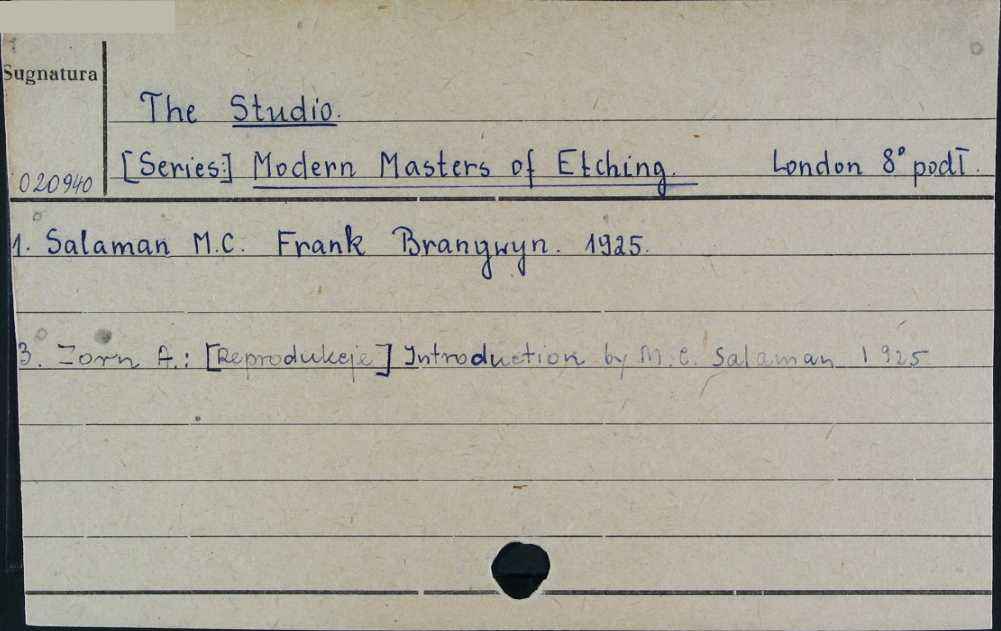 Sygnatura
The Studio.
020940 [Series:] Modern Masters of Etching. London 8° podł.
1. Salaman M.C. Frank Brangwyn. 1925.
3. Zorn A.: [Reprodukcje] Introduction by M.C. Salaman 1925